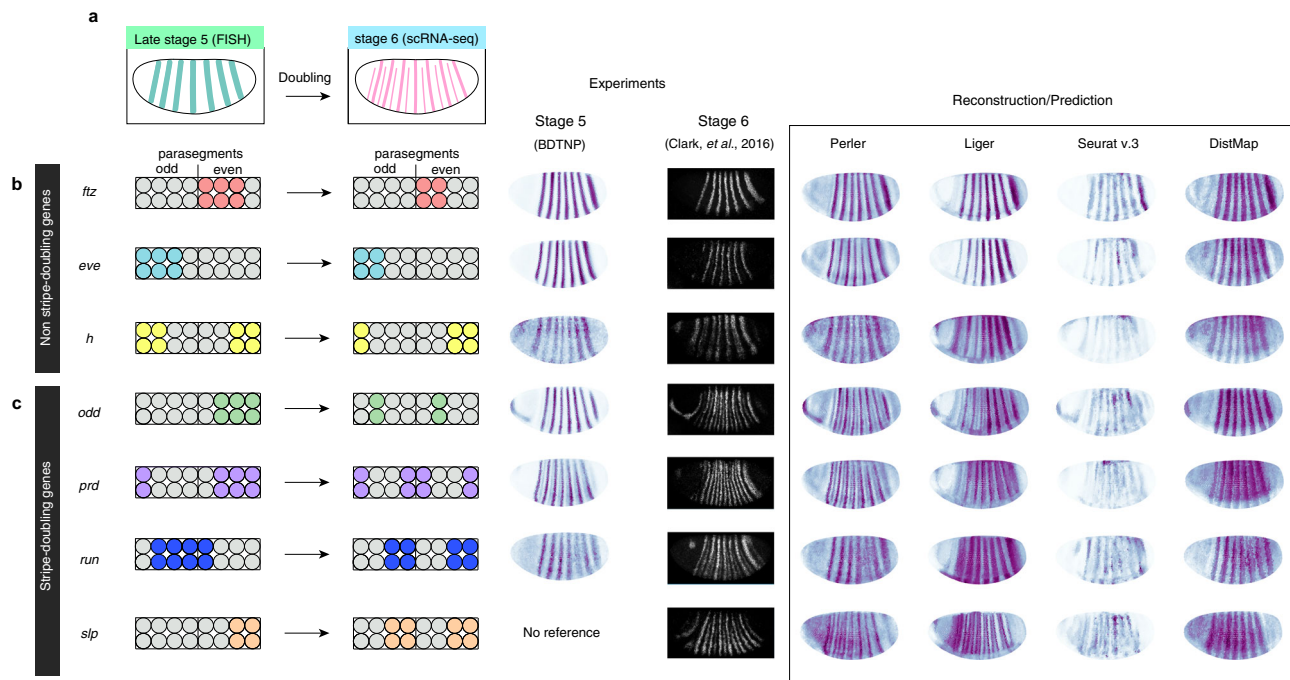 a
Late stage 5 (FISH)
stage 6 (scRNA-seq)
Doubling
Experiments
Reconstruction/Prediction
Stage 5
(BDTNP)
Stage 6
(Clark, et al., 2016)
Perler
Liger
Seurat v.3
DistMap
parasegments
odd
even
parasegments
odd
even
b
Non stripe-doubling genes
ftz
eve
h
c
Stripe-doubling genes
odd
prd
run
slp
No reference